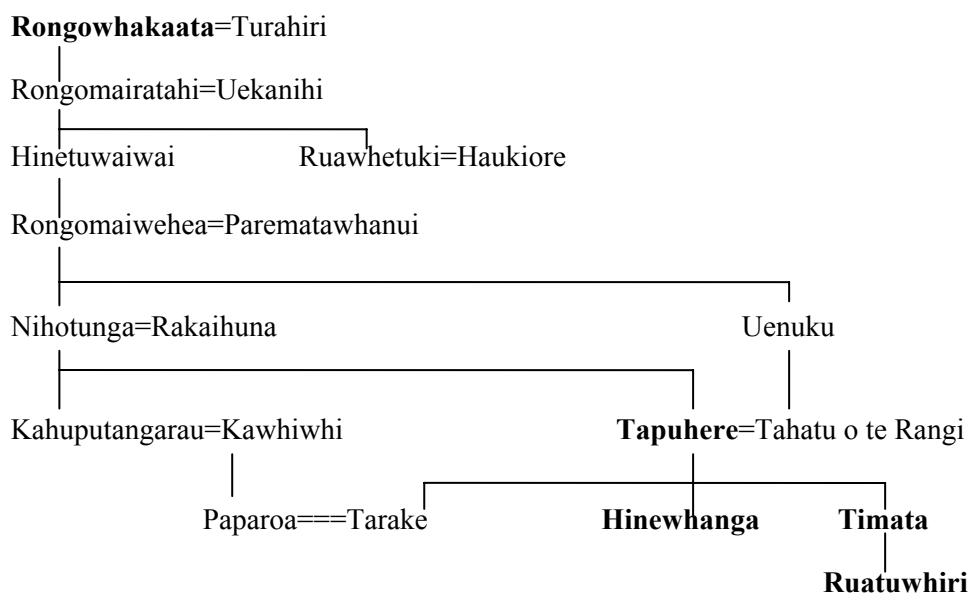 Rongowhakaata=Turahiri
Rongomairatahi=Uekanihi
Hinetuwaiwai Ruawhetuki=Haukiore
Rongomaiwehea=Parematawhanui
Nihotunga=Rakaihuna Uenuku
Kahuputangarau=Kawhiwhi Tapuhere=Tahatu o te Rangi
Paparoa===Tarake Hinewhanga Timata
Ruatuwhiri